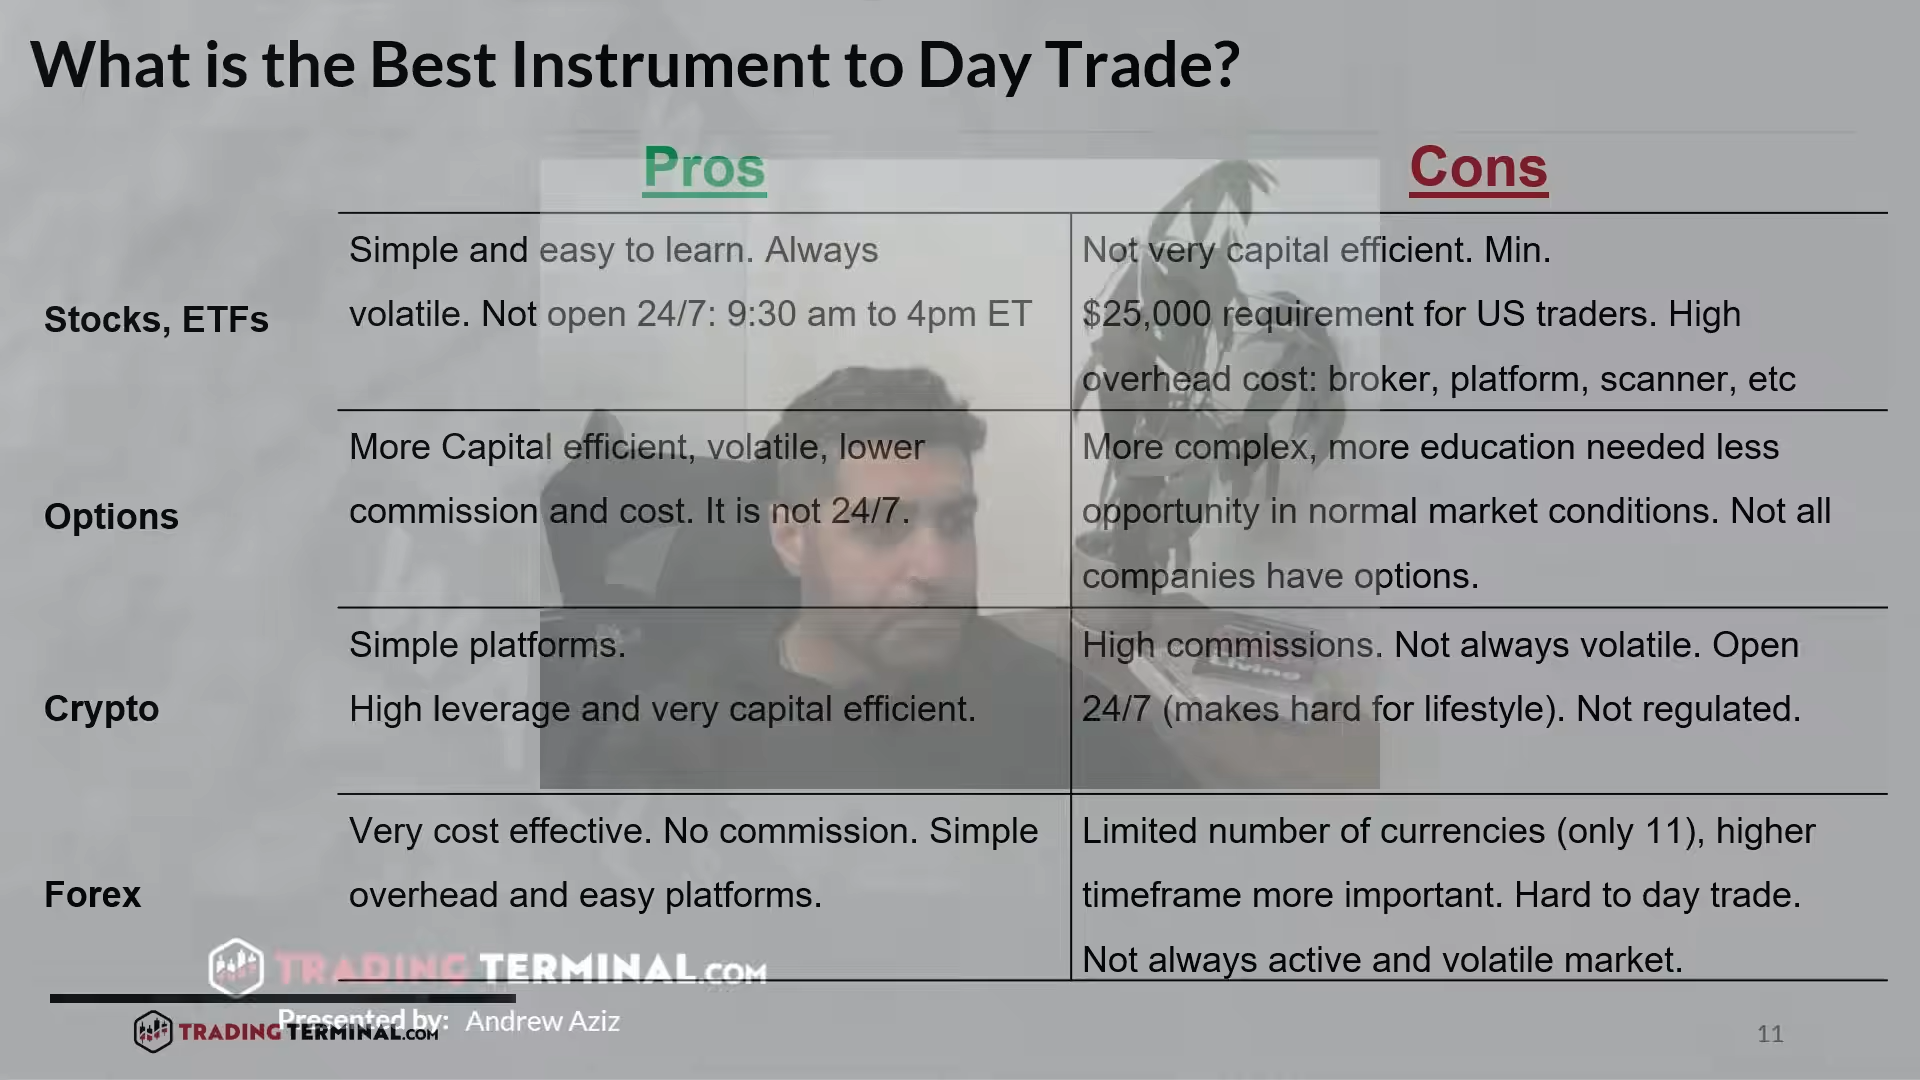 What is the Best Instrument to Day Trade?
Pros
Cons
Stocks, ETFs
Simple and easy to learn. Always
volatile. Not open 24/7: 9:30 am to 4pm ET
Not very capital efficient. Min.
$25,000 requirement for US traders. High
overhead cost: broker, platform, scanner, etc
Options
More Capital efficient, volatile, lower
commission and cost. It is not 24/7.
More complex, more education needed less
opportunity in normal market conditions. Not all
companies have options.
Crypto
Simple platforms.
High leverage and very capital efficient.
High commissions. Not always volatile. Open
24/7 (makes hard for lifestyle). Not regulated.
Living
Forex
Very cost effective. No commission. Simple
overhead and easy platforms.
Limited number of currencies (only 11), higher
timeframe more important. Hard to day trade.
Not always active and volatile market.
TRADING TERMINAL.COM
Presented by: Andrew Aziz
TRADING TERMINAL.COM
11